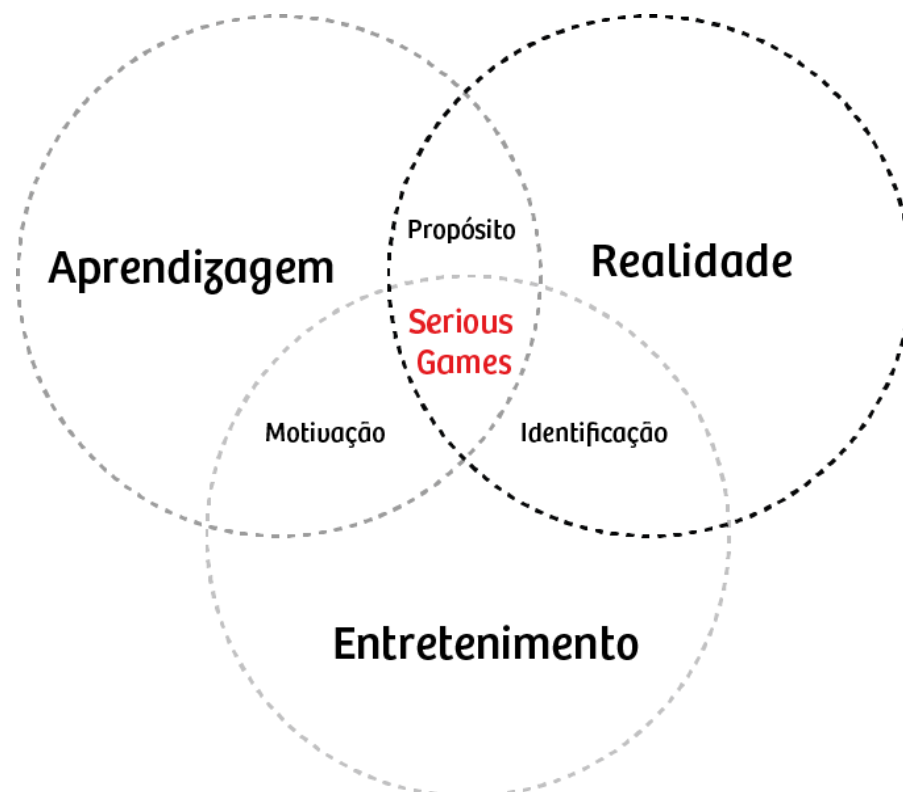 Propósito
Aprendizagem
Realidade
Serious
Games
Motivação
Identificação
Entretenimento